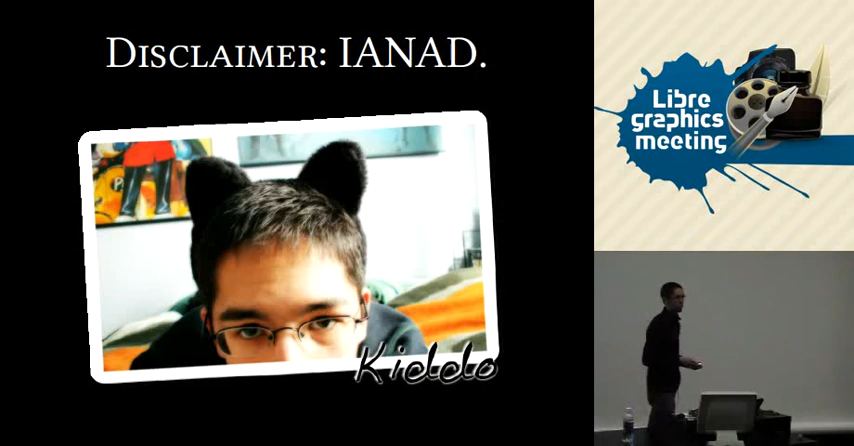 Disclaimer: IANAD.
Kiddo
Libre
graphics
meeting